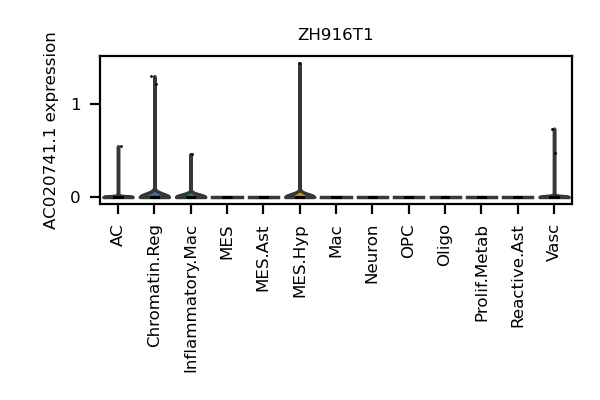 ZH916T1
AC020741.1 expression
1
0
AC
Chromatin.Reg
Inflammatory.Mac
MES
MES.Ast
MES.Hyp
Mac
Neuron
OPC
Oligo
Prolif.Metab
Reactive.Ast
Vasc